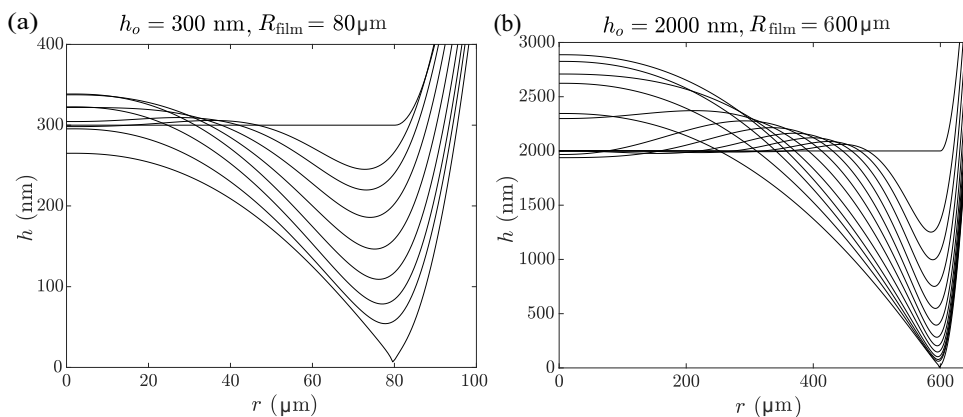 (a) h_o = 300 nm, R_film = 80μm
400
300
200
100
0
h (nm)
0 20 40 60 80 100
r (μm)
(b) h_o = 2000 nm, R_film = 600μm
3000
2500
2000
1500
1000
500
0
h (nm)
0 200 400 600
r (μm)